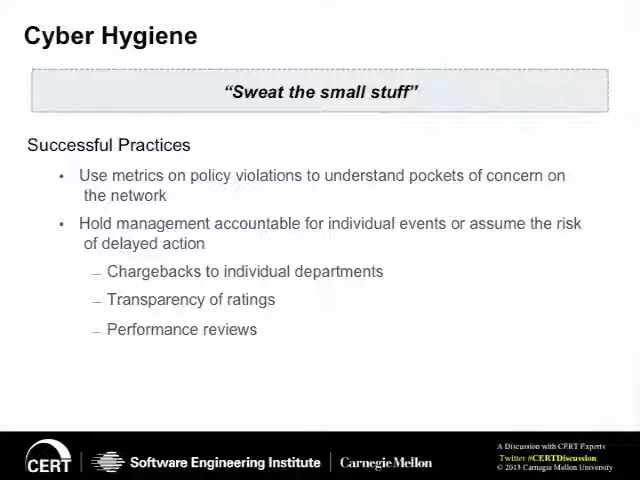 Cyber Hygiene
“Sweat the small stuff”
Successful Practices
• Use metrics on policy violations to understand pockets of concern on
the network
• Hold management accountable for individual events or assume the risk
of delayed action
– Chargebacks to individual departments
– Transparency of ratings
– Performance reviews
CERT | Software Engineering Institute | Carnegie Mellon
A Discussion with CERT Experts
Twitter #CERTDiscussion
© 2013 Carnegie Mellon University